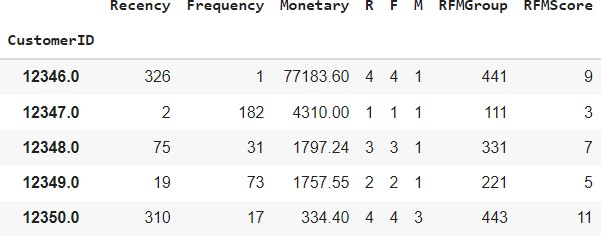 Recency Frequency Monetary R F M RFMGroup RFMScore
CustomerID
12346.0 326 1 77183.60 4 4 1 441 9
12347.0 2 182 4310.00 1 1 1 111 3
12348.0 75 31 1797.24 3 3 1 331 7
12349.0 19 73 1757.55 2 2 1 221 5
12350.0 310 17 334.40 4 4 3 443 11